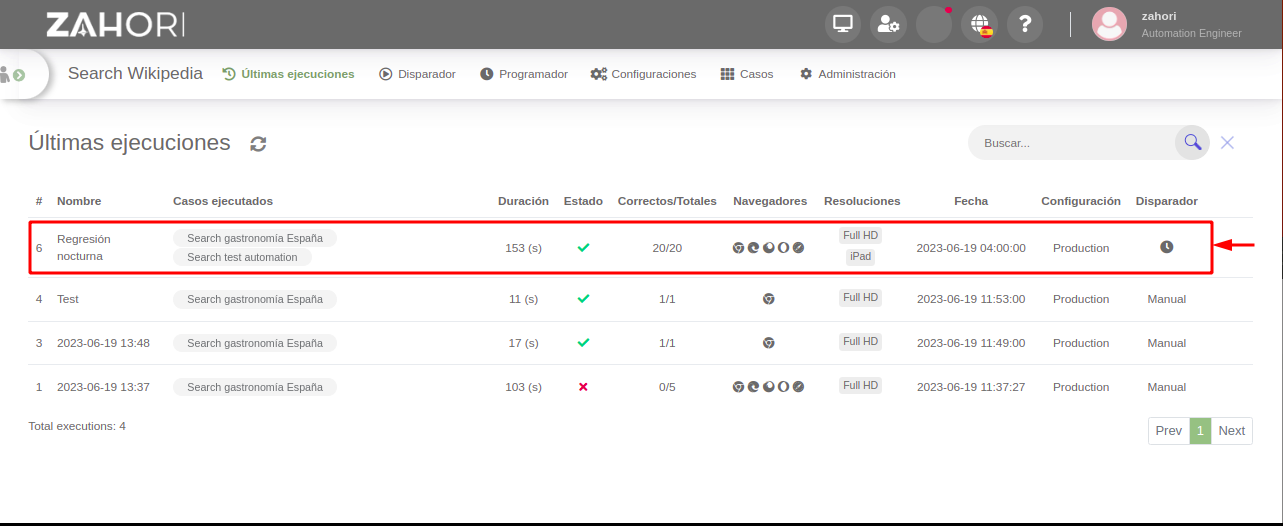 ZAHORI
zahori
Automation Engineer
Search Wikipedia Últimas ejecuciones Disparador Programador Configuraciones Casos Administración
Últimas ejecuciones Buscar...
# Nombre Casos ejecutados Duración Estado Correctos/Totales Navegadores Resoluciones Fecha Configuración Disparador
6 Regresión nocturna Search gastronomía España Search test automation 153 (s) 20/20 Full HD iPad 2023-06-19 04:00:00 Production
4 Test Search gastronomía España 11 (s) 1/1 Full HD 2023-06-19 11:53:00 Production Manual
3 2023-06-19 13:48 Search gastronomía España 17 (s) 1/1 Full HD 2023-06-19 11:49:00 Production Manual
1 2023-06-19 13:37 Search gastronomía España 103 (s) 0/5 Full HD 2023-06-19 11:37:27 Production Manual
Total executions: 4
Prev 1 Next